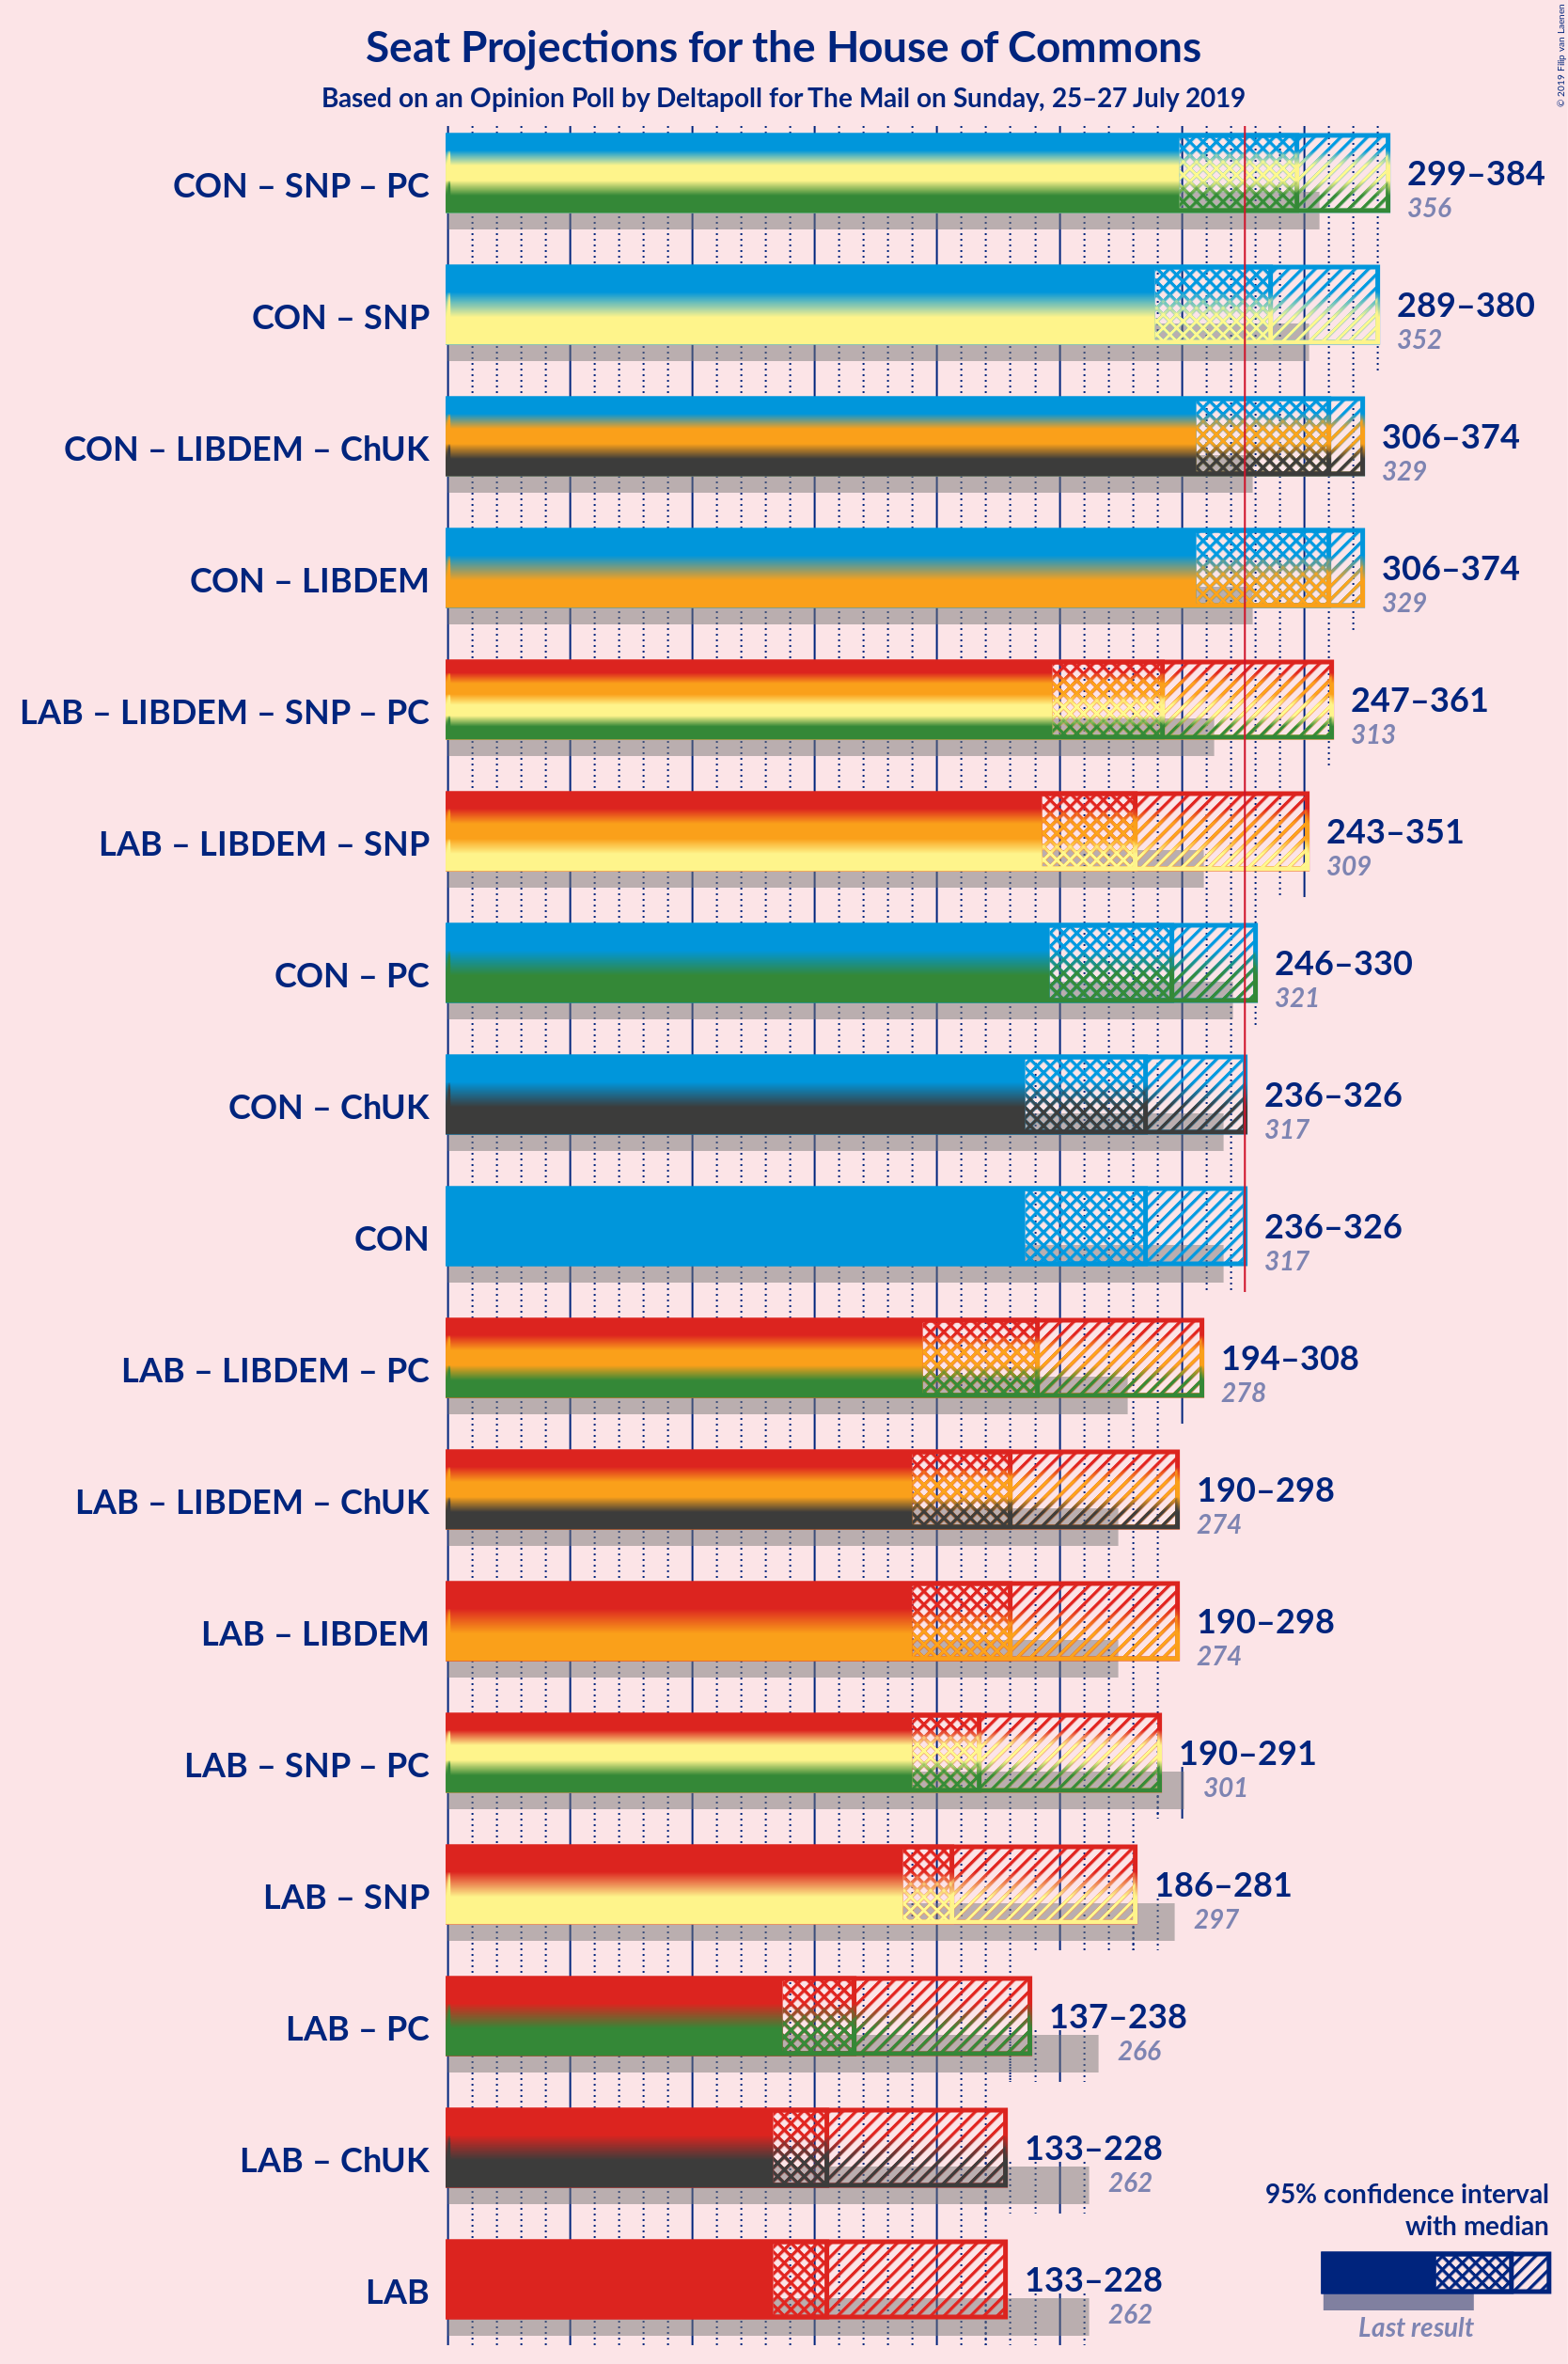 Seat Projections for the House of Commons
Based on an Opinion Poll by Deltapoll for The Mail on Sunday, 25–27 July 2019
© 2019 Filip van Laenen
CON – SNP – PC
299–384
356
CON – SNP
289–380
352
CON – LIBDEM – ChUK
306–374
329
CON – LIBDEM
306–374
329
LAB – LIBDEM – SNP – PC
247–361
313
LAB – LIBDEM – SNP
243–351
309
CON – PC
246–330
321
CON – ChUK
236–326
317
CON
236–326
317
LAB – LIBDEM – PC
194–308
278
LAB – LIBDEM – ChUK
190–298
274
LAB – LIBDEM
190–298
274
LAB – SNP – PC
190–291
301
LAB – SNP
186–281
297
LAB – PC
137–238
266
LAB – ChUK
133–228
262
LAB
133–228
262
95% confidence interval
with median
Last result